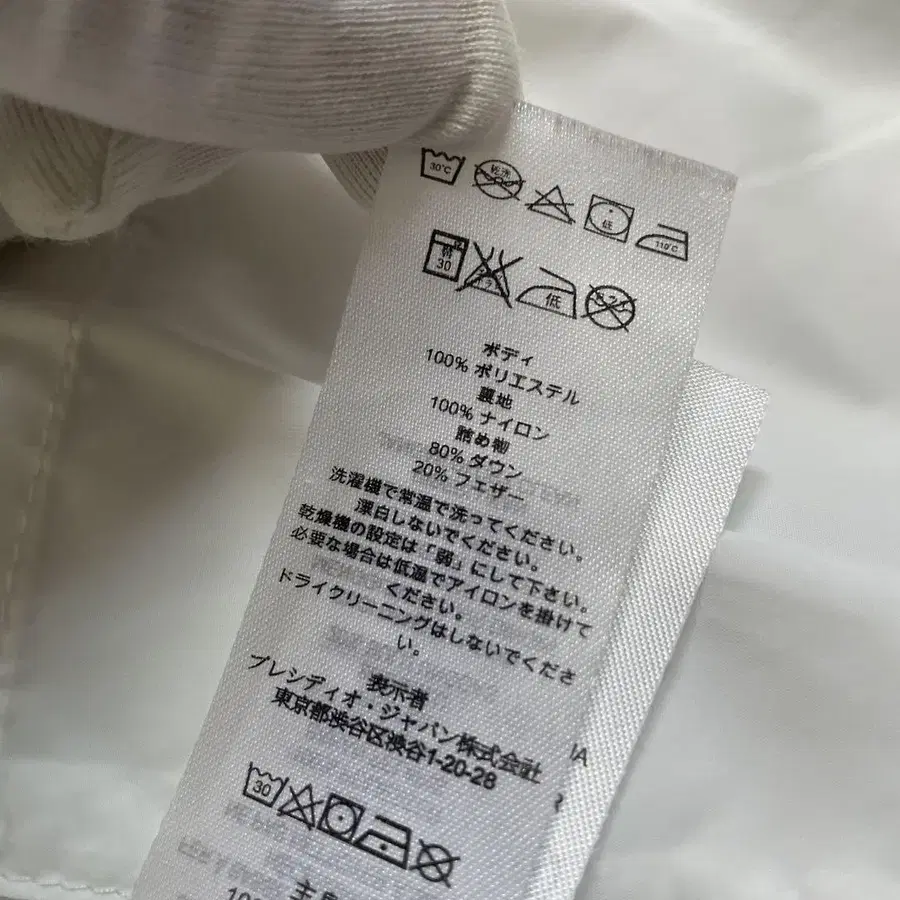 30°C
低
110°C
30
低
ボディ
100% ポリエステル
裏地
100% ナイロン
詰め物
80% ダウン
20% フェザー
洗濯機で常温で洗ってください。
漂白しないでください。
乾燥機の設定は「弱」にして下さい。
必要な場合は低温でアイロンを掛けて
ください。
ドライクリーニングはしないでくださ
い。
表示者
プレシディオ・ジャパン株式会社
東京都渋谷区渋谷1-20-28
IA
30